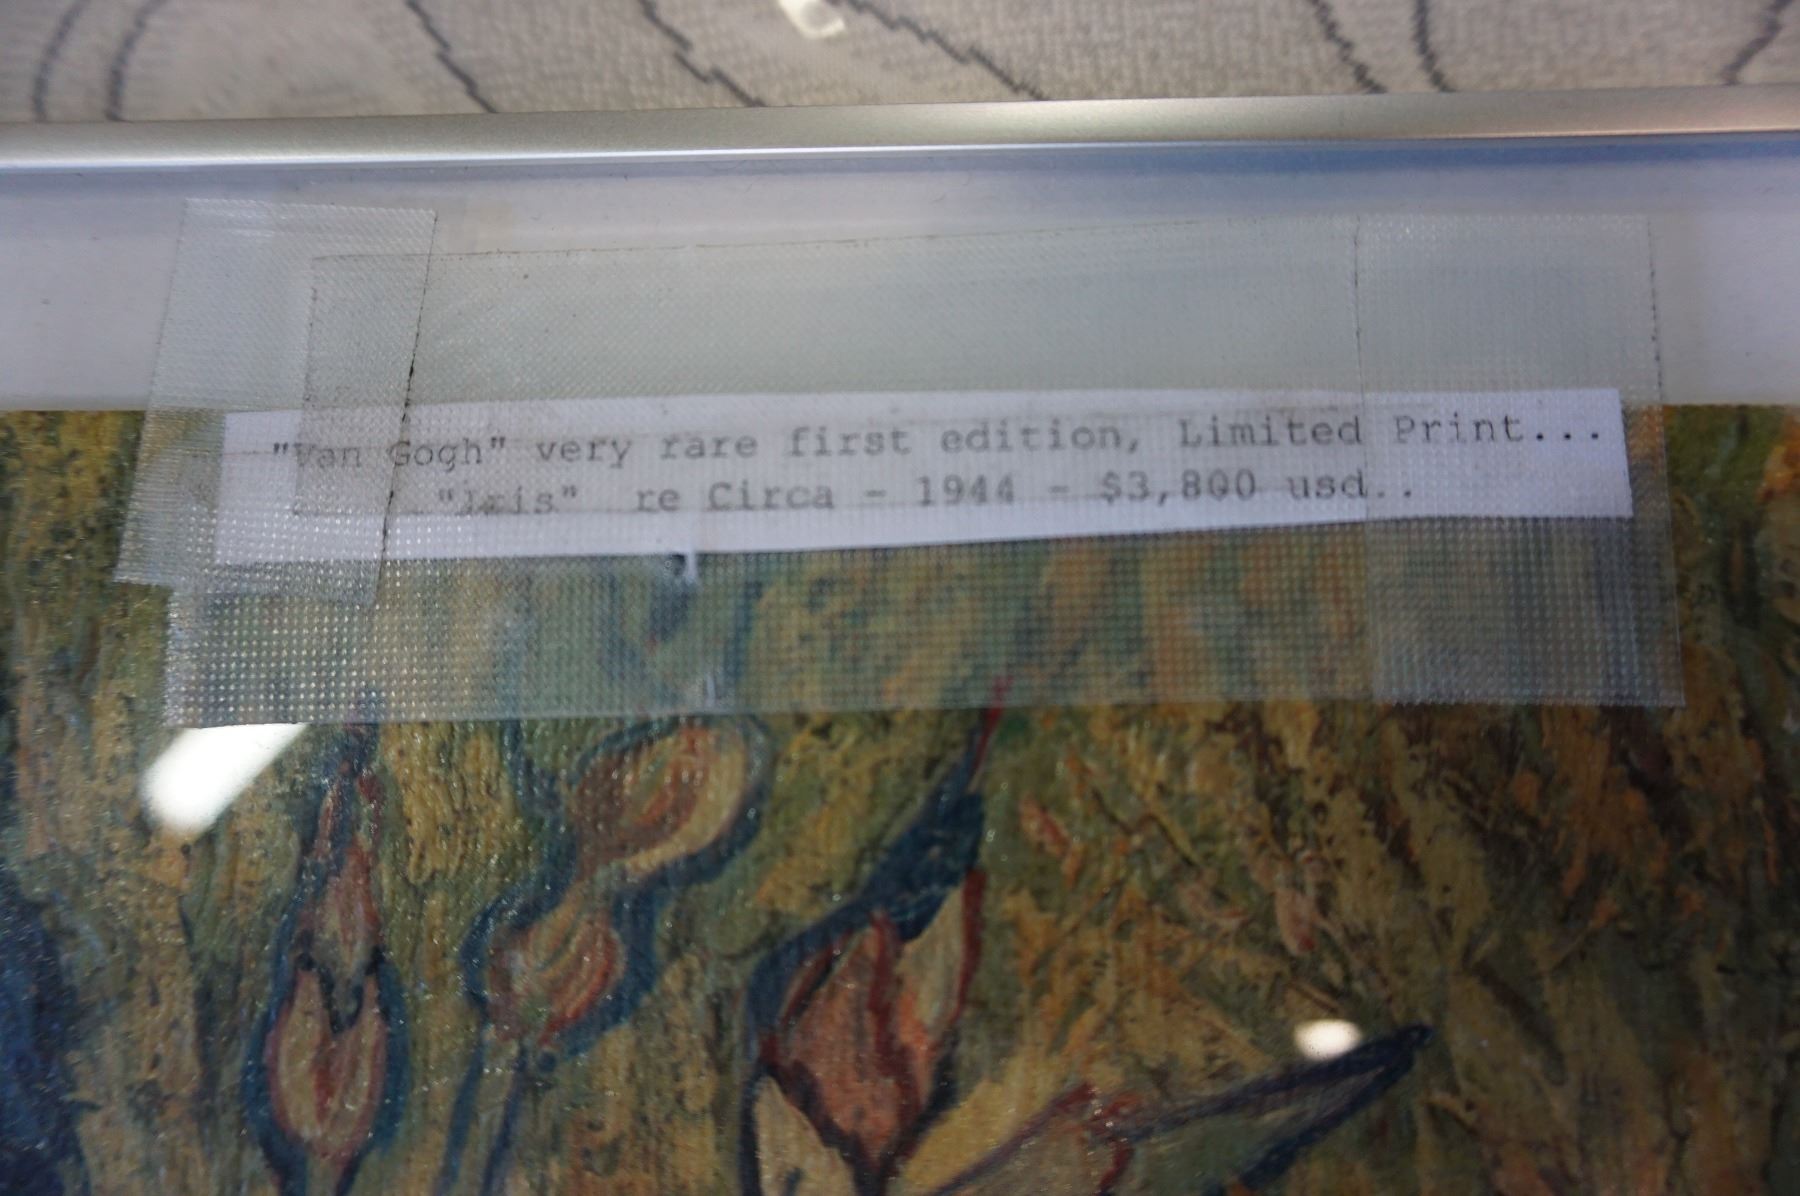 "Van Gogh" very rare first edition, Limited Print...
"Iris" re Circa - 1944 - $3,800 usd..